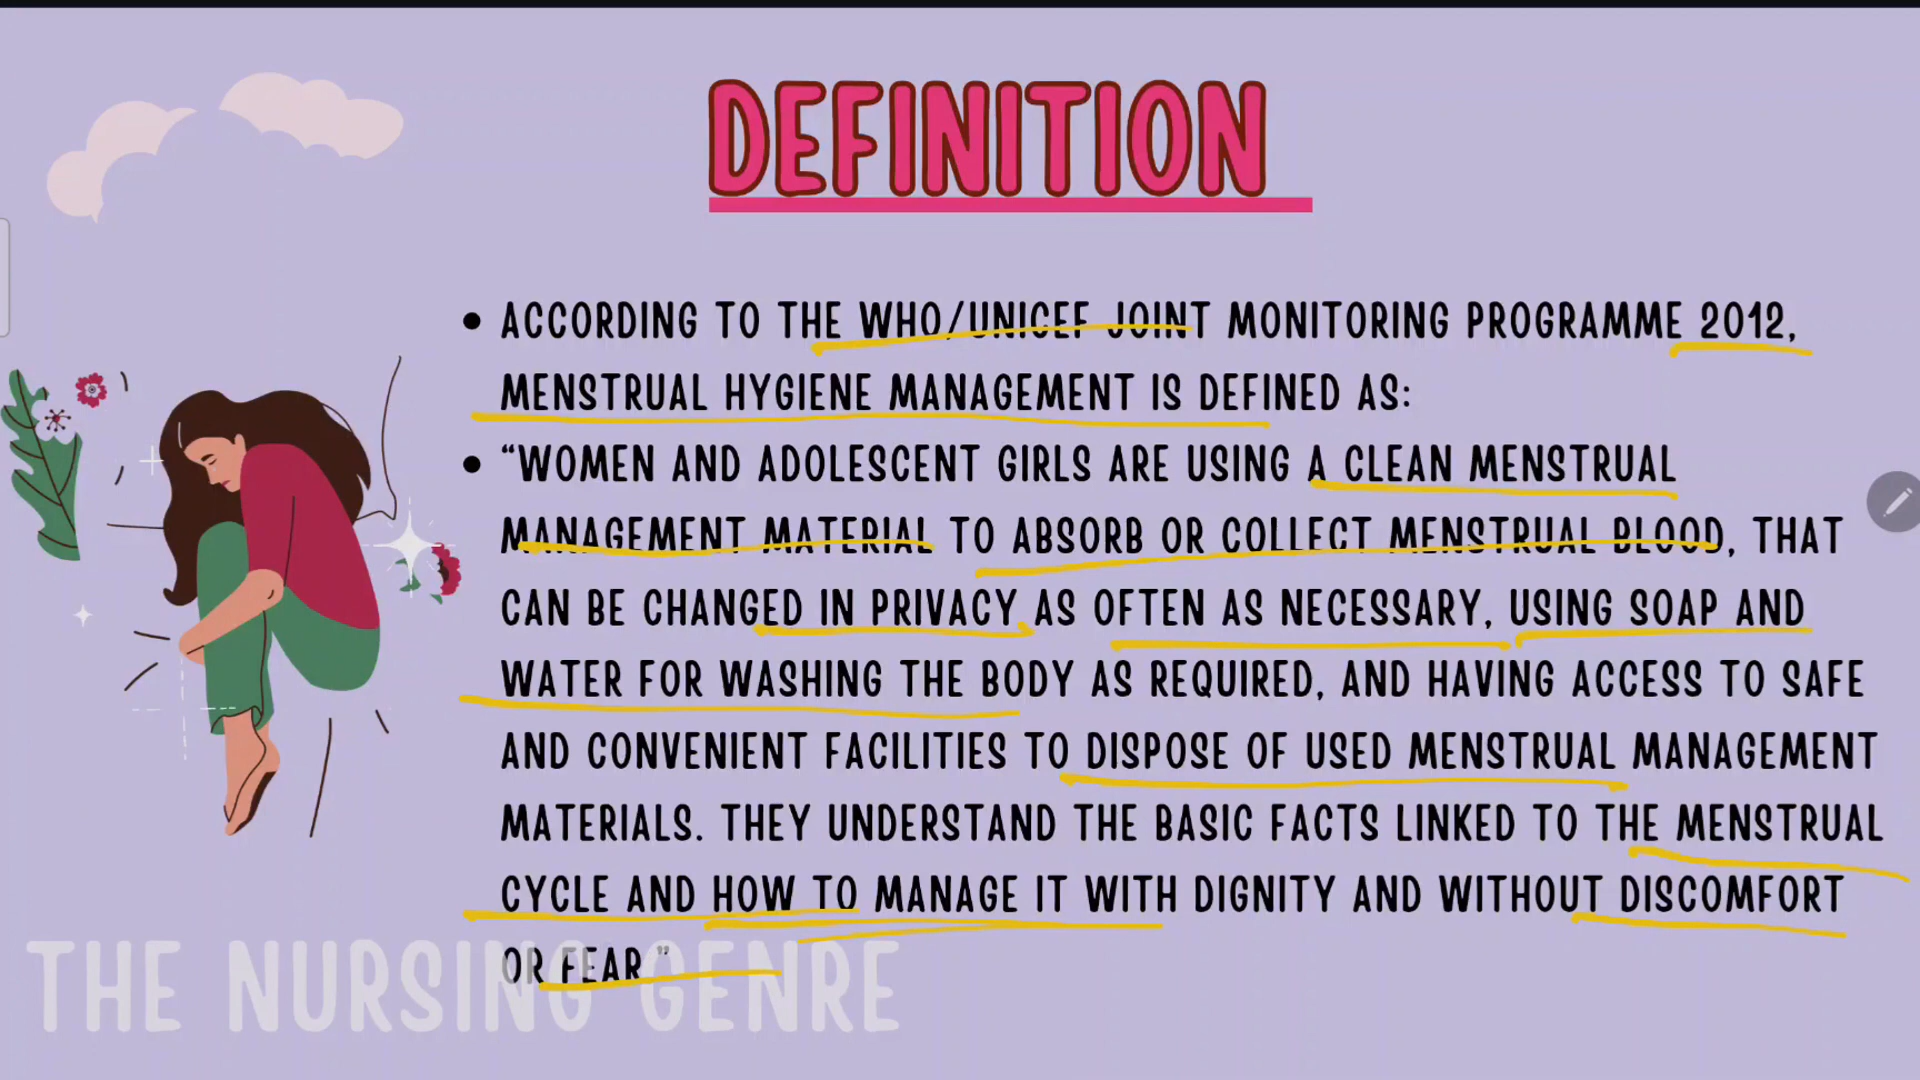 DEFINITION
• ACCORDING TO THE WHO/UNICEF JOINT MONITORING PROGRAMME 2012,
MENSTRUAL HYGIENE MANAGEMENT IS DEFINED AS:
• “WOMEN AND ADOLESCENT GIRLS ARE USING A CLEAN MENSTRUAL
MANAGEMENT MATERIAL TO ABSORB OR COLLECT MENSTRUAL BLOOD, THAT
CAN BE CHANGED IN PRIVACY AS OFTEN AS NECESSARY, USING SOAP AND
WATER FOR WASHING THE BODY AS REQUIRED, AND HAVING ACCESS TO SAFE
AND CONVENIENT FACILITIES TO DISPOSE OF USED MENSTRUAL MANAGEMENT
MATERIALS. THEY UNDERSTAND THE BASIC FACTS LINKED TO THE MENSTRUAL
CYCLE AND HOW TO MANAGE IT WITH DIGNITY AND WITHOUT DISCOMFORT
OR FEAR”
THE NURSING GENRE